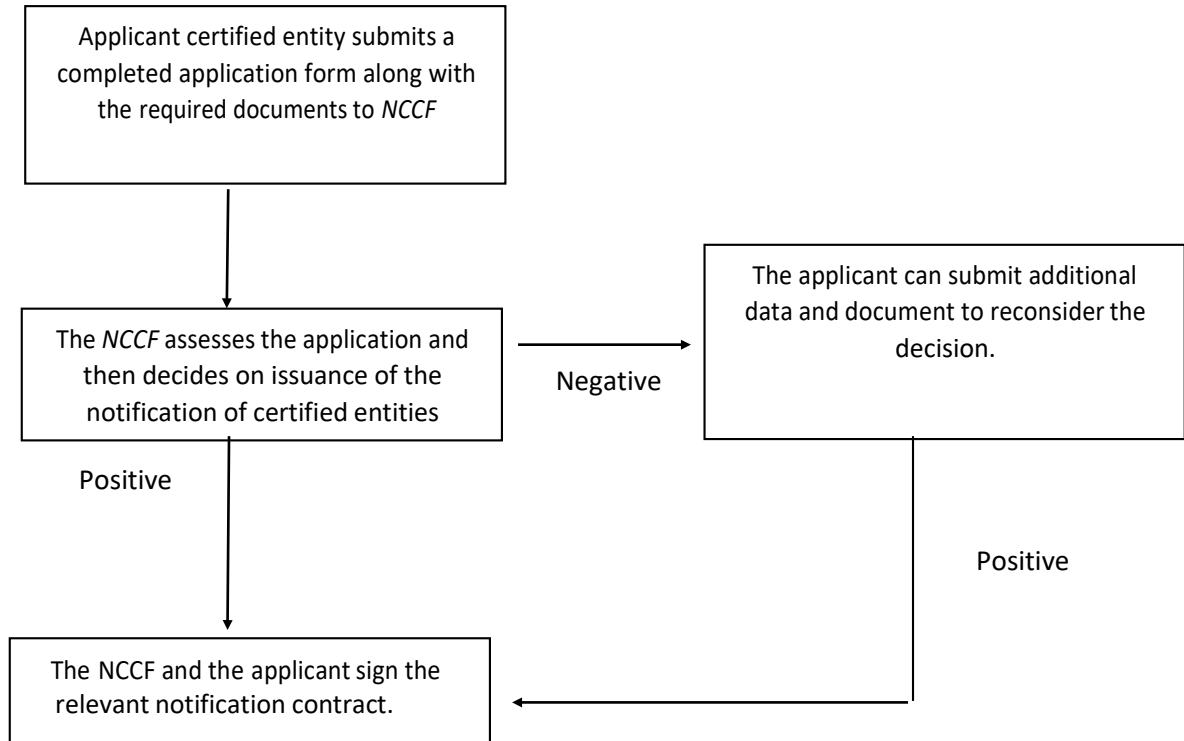 Applicant certified entity submits a
completed application form along with
the required documents to NCCF
The NCCF assesses the application and
then decides on issuance of the
notification of certified entities
Negative
The applicant can submit additional
data and document to reconsider the
decision.
Positive
Positive
The NCCF and the applicant sign the
relevant notification contract.